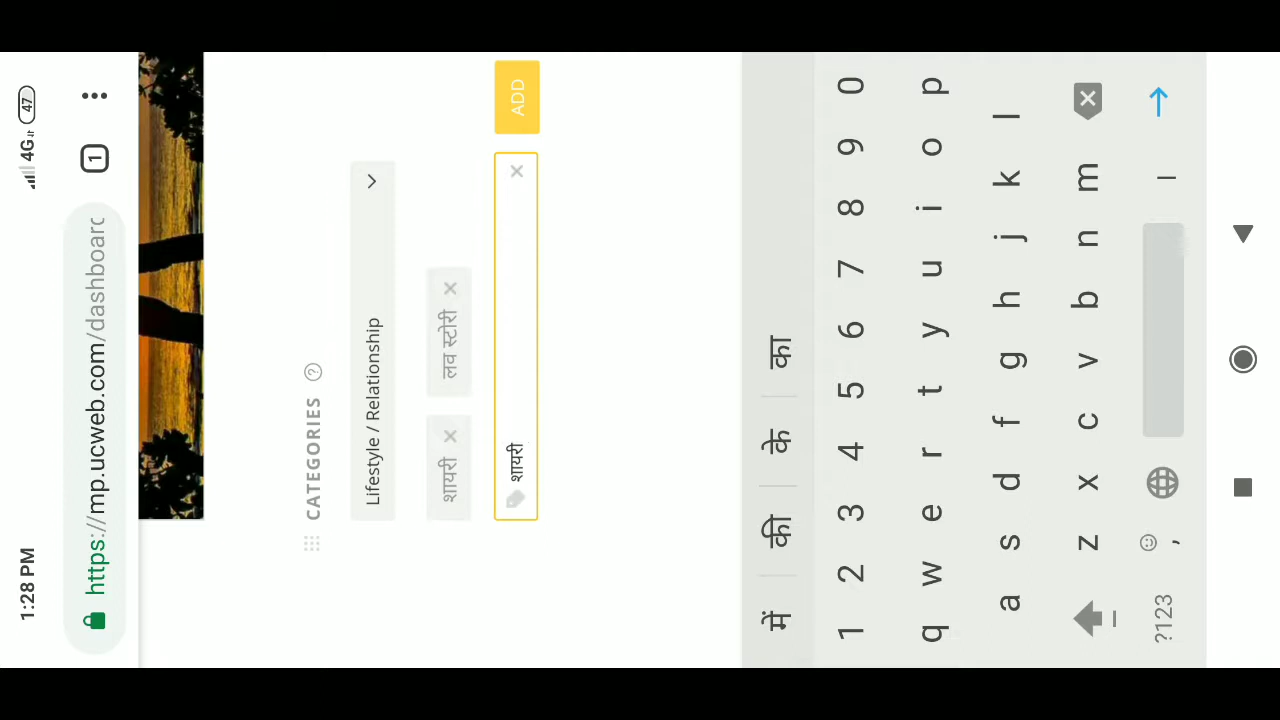 1:28 PM 4G 47
https://mp.ucweb.com/dashboard 1
CATEGORIES ?
Lifestyle / Relationship
शायरी × लव स्टोरी ×
शायरी × ADD
में की के का
1 2 3 4 5 6 7 8 9 0
q w e r t y u i o p
a s d f g h j k l
z x c v b n m
?123 , ।